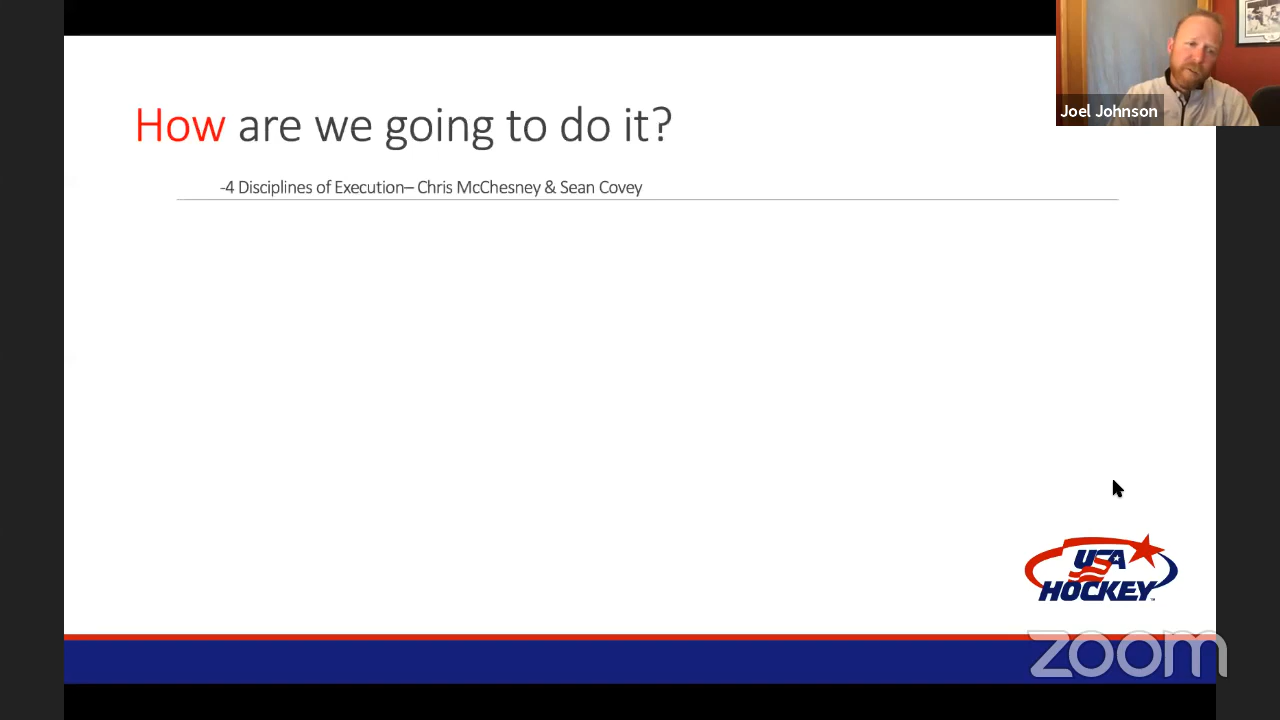 How are we going to do it?
-4 Disciplines of Execution– Chris McChesney & Sean Covey
Joel Johnson
USA
HOCKEY
zoom